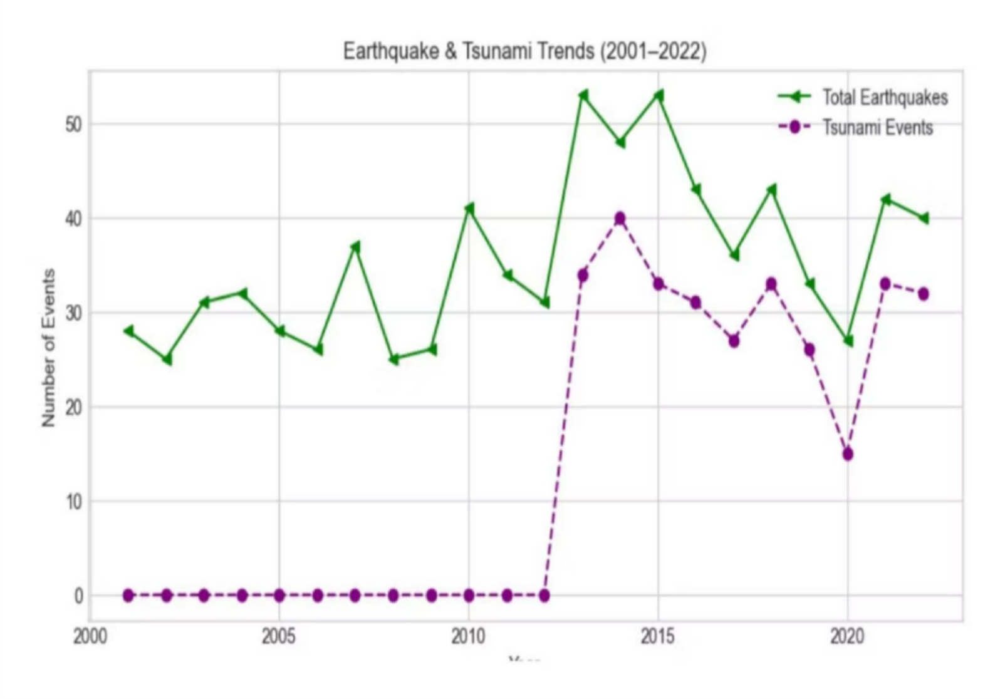 Earthquake & Tsunami Trends (2001–2022)
Total Earthquakes
Tsunami Events
Number of Events
50
40
30
20
10
0
2000 2005 2010 2015 2020